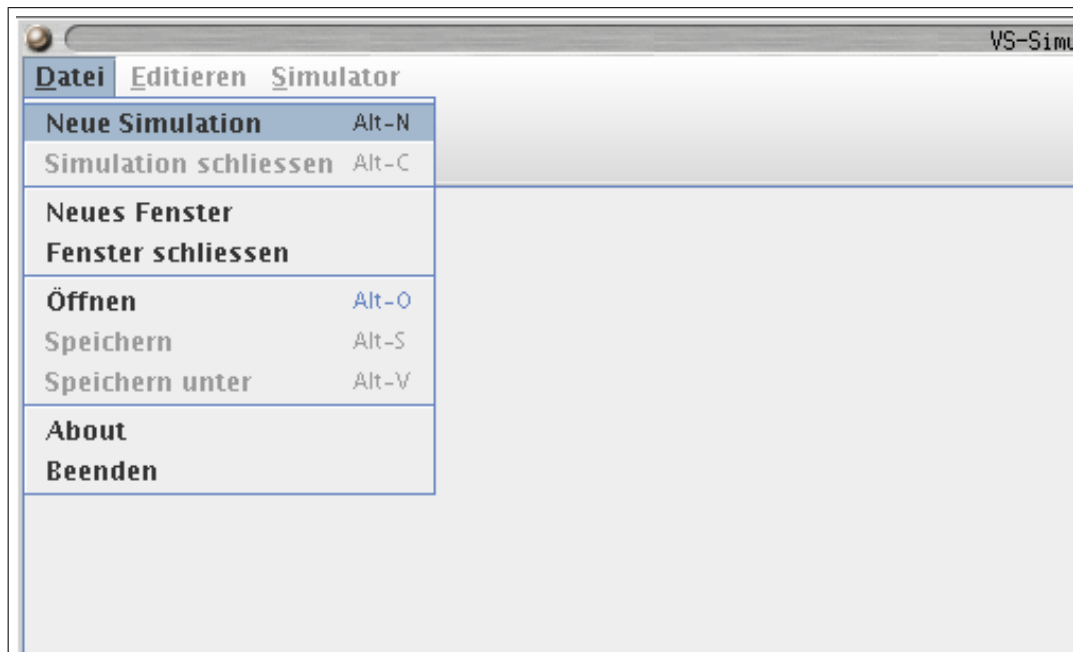 VS-Simu
Datei Editieren Simulator
Neue Simulation Alt-N
Simulation schliessen Alt-C
Neues Fenster
Fenster schliessen
Öffnen Alt-O
Speichern Alt-S
Speichern unter Alt-V
About
Beenden